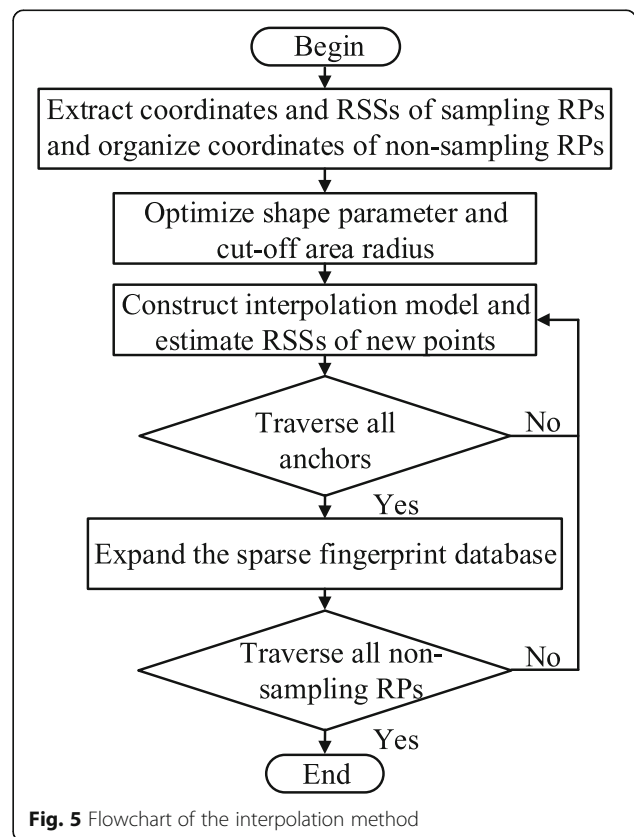 Begin
Extract coordinates and RSSs of sampling RPs
and organize coordinates of non-sampling RPs
Optimize shape parameter and
cut-off area radius
Construct interpolation model and
estimate RSSs of new points
Traverse all
anchors
No
Yes
Expand the sparse fingerprint database
Traverse all non-
sampling RPs
No
Yes
End
Fig. 5 Flowchart of the interpolation method